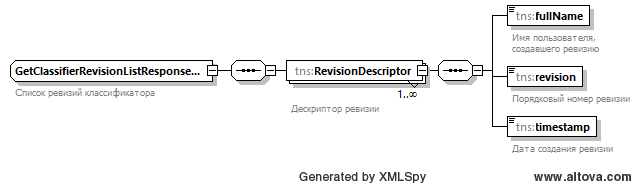 tns:fullName
Имя пользователя,
создавшего ревизию
GetClassifierRevisionListResponse...
Список ревизий классификатора
tns:RevisionDescriptor
1..∞
Дескриптор ревизии
tns:revision
Порядковый номер ревизии
tns:timestamp
Дата создания ревизии
Generated by XMLSpy
www.altova.com